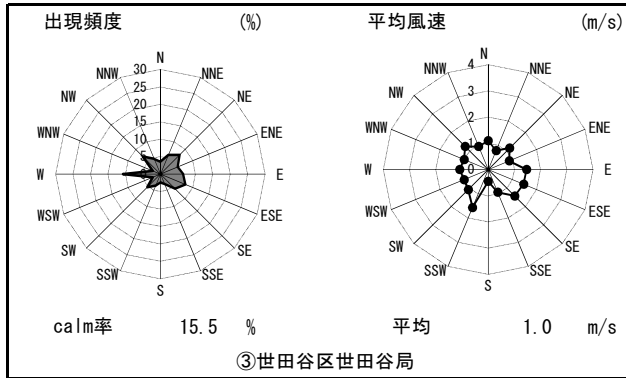 出現頻度 (%)
N
NNE
NE
ENE
E
ESE
SE
SSE
S
SSW
SW
WSW
W
WNW
NW
NNW
30
25
20
15
10
5
calm率 15.5 %
平均風速 (m/s)
N
NNE
NE
ENE
E
ESE
SE
SSE
S
SSW
SW
WSW
W
WNW
NW
NNW
4
3
2
1
0
平均 1.0 m/s
③世田谷区世田谷局